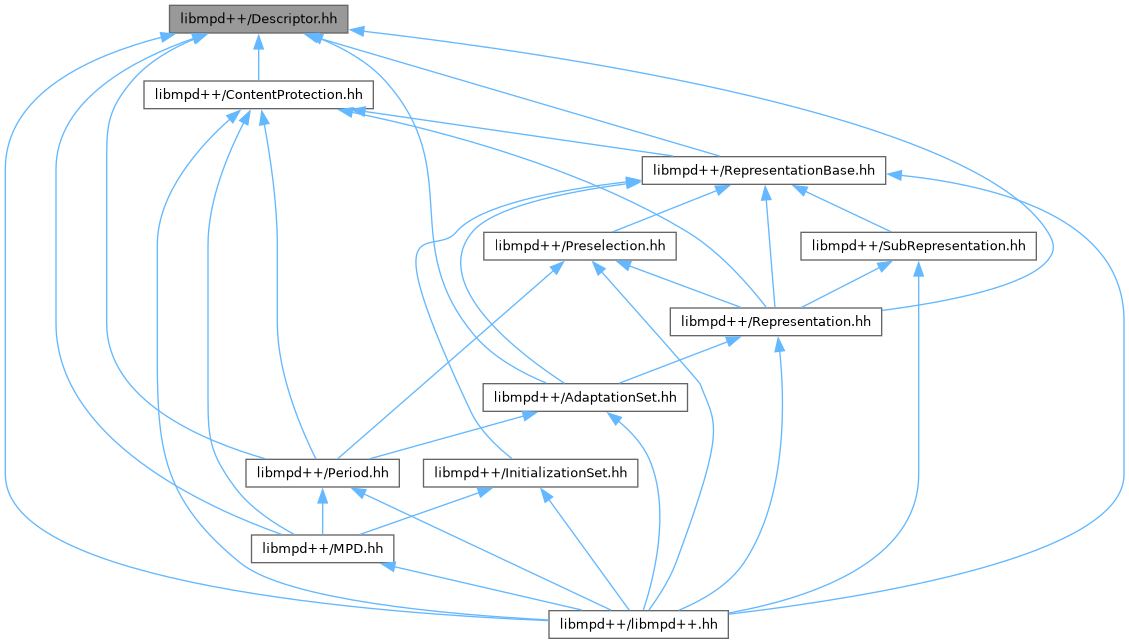 libmpd++/Descriptor.hh
libmpd++/ContentProtection.hh
libmpd++/RepresentationBase.hh
libmpd++/Preselection.hh
libmpd++/SubRepresentation.hh
libmpd++/Representation.hh
libmpd++/AdaptationSet.hh
libmpd++/Period.hh
libmpd++/InitializationSet.hh
libmpd++/MPD.hh
libmpd++/libmpd++.hh